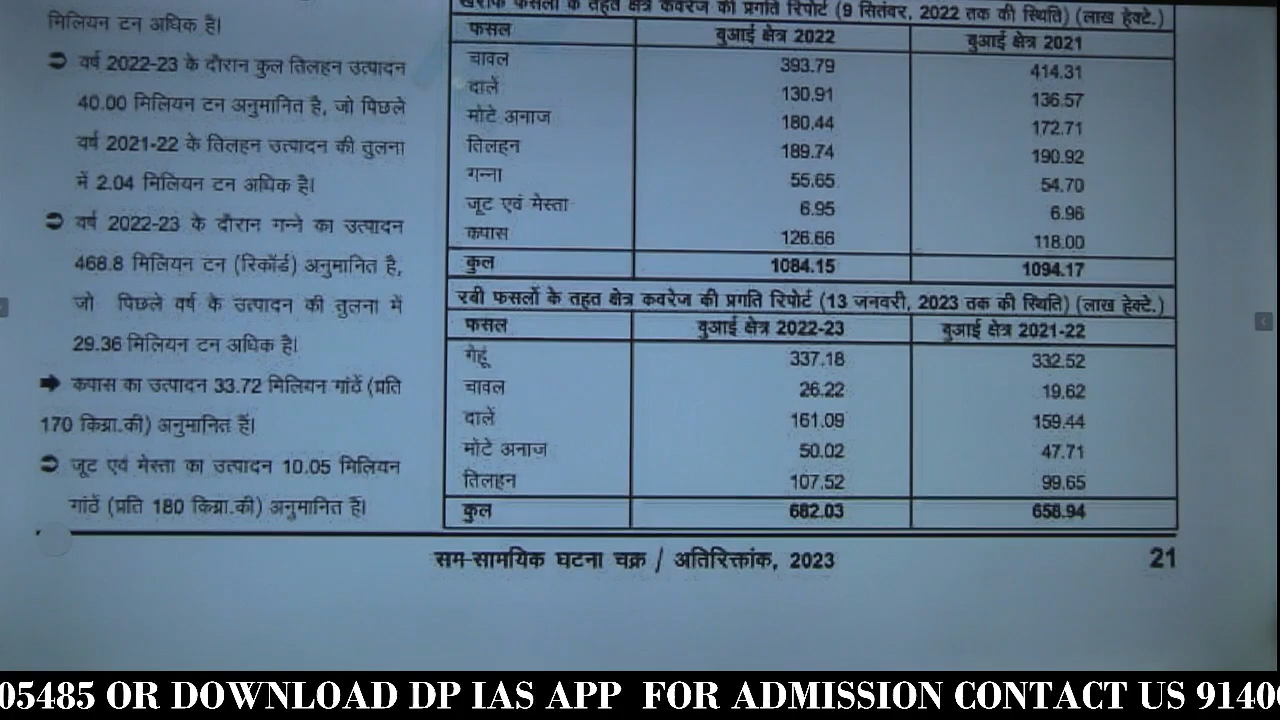 मिलियन टन अधिक है।
➲ वर्ष 2022-23 के दौरान कुल तिलहन उत्पादन
40.00 मिलियन टन अनुमानित है, जो पिछले
वर्ष 2021-22 के तिलहन उत्पादन की तुलना
में 2.04 मिलियन टन अधिक है।
➲ वर्ष 2022-23 के दौरान गन्ने का उत्पादन
468.8 मिलियन टन (रिकॉर्ड) अनुमानित है,
जो पिछले वर्ष के उत्पादन की तुलना में
29.36 मिलियन टन अधिक है।
➡ कपास का उत्पादन 33.72 मिलियन गांठें (प्रति
170 किग्रा.की) अनुमानित हैं।
➲ जूट एवं मेस्ता का उत्पादन 10.05 मिलियन
गांठें (प्रति 180 किग्रा.की) अनुमानित हैं।
खरीफ फसलों के तहत क्षेत्र कवरेज की प्रगति रिपोर्ट (9 सितंबर, 2022 तक की स्थिति) (लाख हेक्टे.)
फसल बुआई क्षेत्र 2022 बुआई क्षेत्र 2021
चावल 393.79 414.31
दालें 130.91 136.57
मोटे अनाज 180.44 172.71
तिलहन 189.74 190.92
गन्ना 55.65 54.70
जूट एवं मेस्ता 6.95 6.96
कपास 126.66 118.00
कुल 1084.15 1094.17
रबी फसलों के तहत क्षेत्र कवरेज की प्रगति रिपोर्ट (13 जनवरी, 2023 तक की स्थिति) (लाख हेक्टे.)
फसल बुआई क्षेत्र 2022-23 बुआई क्षेत्र 2021-22
गेहूं 337.18 332.52
चावल 26.22 19.62
दालें 161.09 159.44
मोटे अनाज 50.02 47.71
तिलहन 107.52 99.65
कुल 682.03 658.94
सम-सामयिक घटना चक्र / अतिरिक्तांक, 2023 21
05485 OR DOWNLOAD DP IAS APP FOR ADMISSION CONTACT US 9140